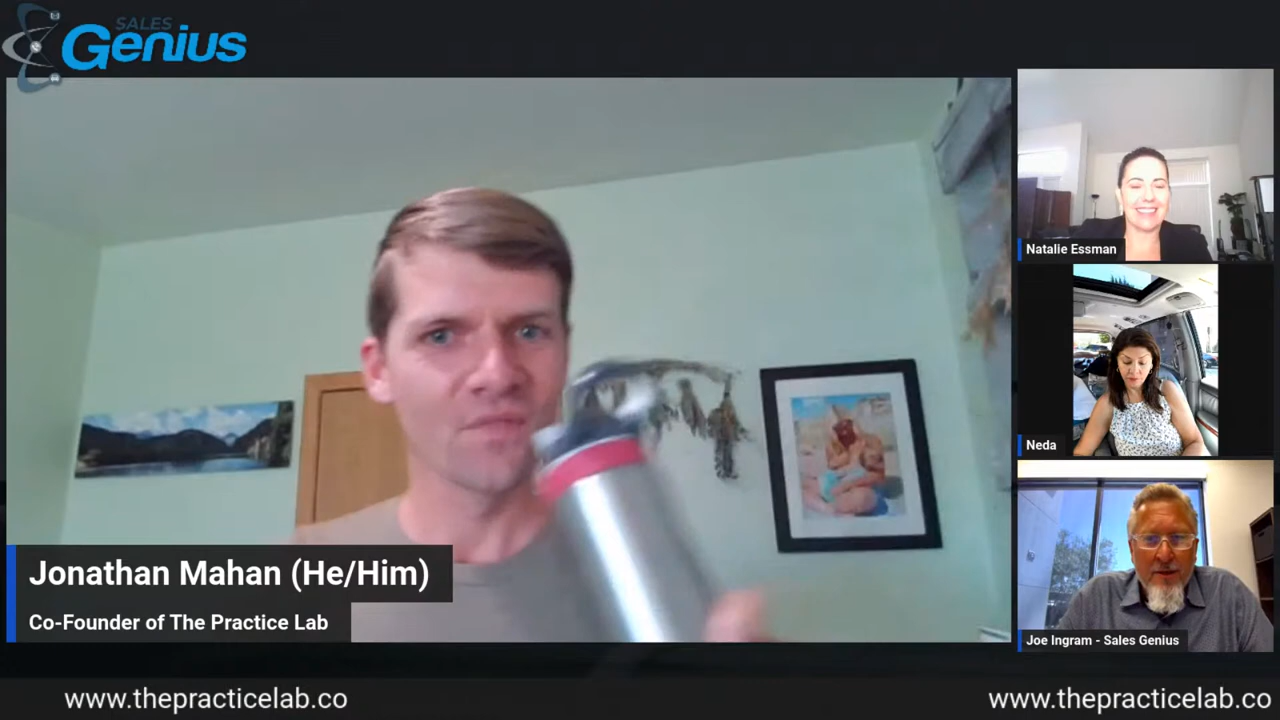 SALES
Genius
Natalie Essman
Neda
Jonathan Mahan (He/Him)
Co-Founder of The Practice Lab
Joe Ingram - Sales Genius
www.thepracticelab.co
www.thepracticelab.co